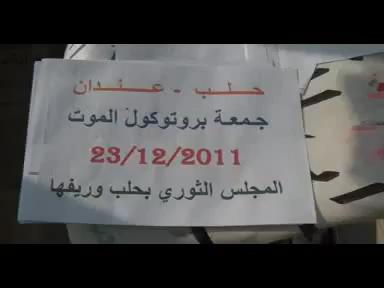 حلب - عندان
جمعة بروتوكول الموت
23/12/2011
المجلس الثوري بحلب وريفها